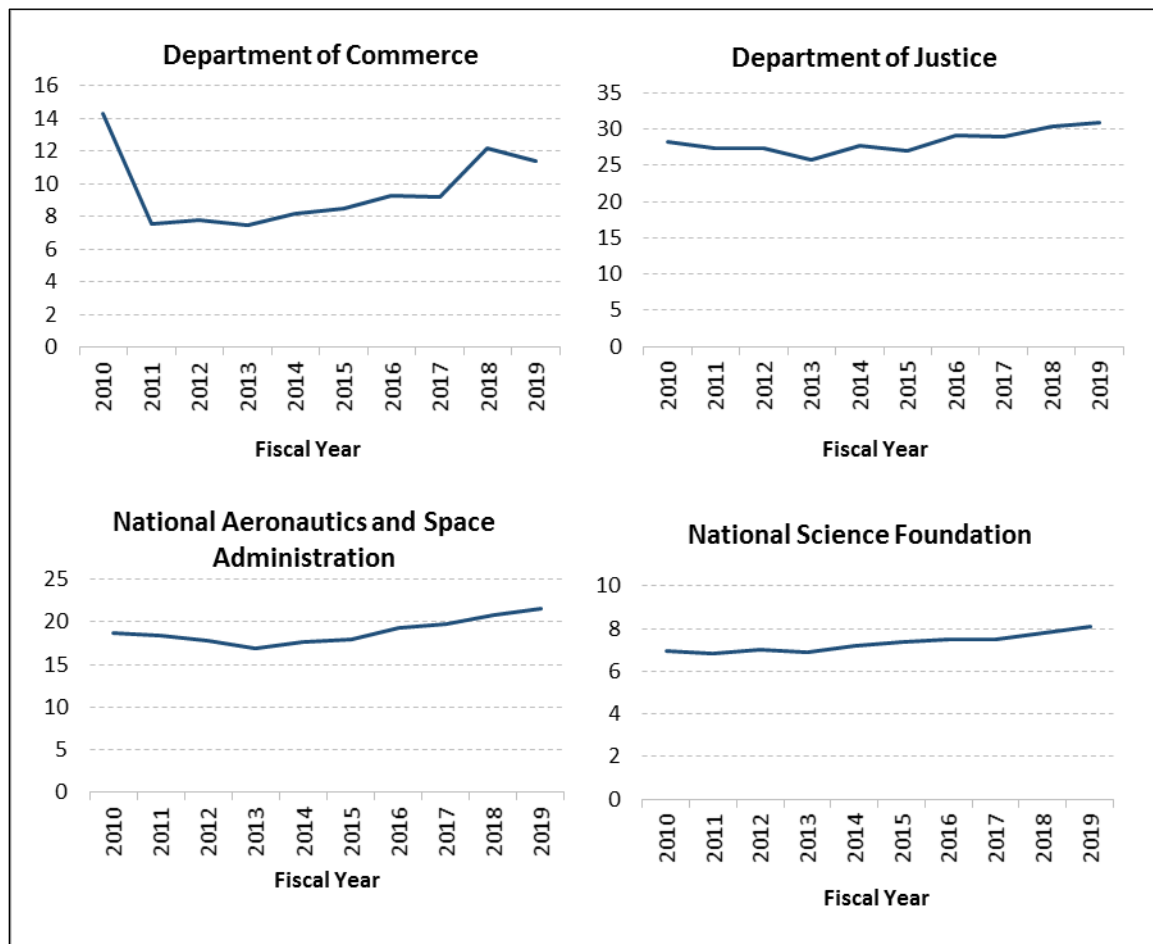 Department of Commerce
16
14
12
10
8
6
4
2
0
2010 2011 2012 2013 2014 2015 2016 2017 2018 2019
Fiscal Year
Department of Justice
35
30
25
20
15
10
5
0
2010 2011 2012 2013 2014 2015 2016 2017 2018 2019
Fiscal Year
National Aeronautics and Space
Administration
25
20
15
10
5
0
2010 2011 2012 2013 2014 2015 2016 2017 2018 2019
Fiscal Year
National Science Foundation
10
8
6
4
2
0
2010 2011 2012 2013 2014 2015 2016 2017 2018 2019
Fiscal Year